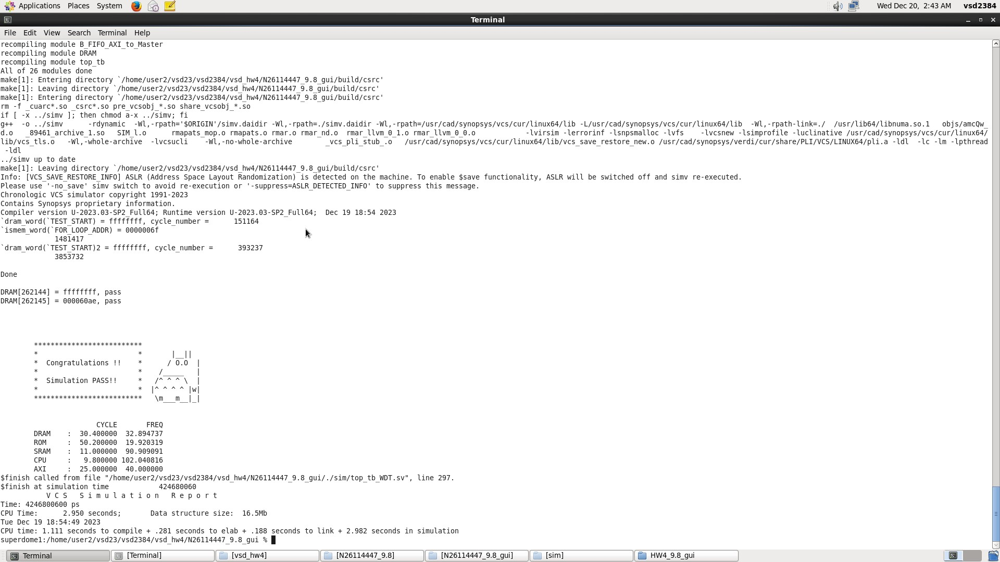 Applications Places System Wed Dec 20, 2:43 AM vsd2384
Terminal
File Edit View Search Terminal Help
recompiling module B_FIFO_AXI_to_Master
recompiling module DRAM
recompiling module top_tb
All of 26 modules done
make[1]: Entering directory `/home/user2/vsd23/vsd2384/vsd_hw4/N26114447_9.8_gui/build/csrc'
make[1]: Leaving directory `/home/user2/vsd23/vsd2384/vsd_hw4/N26114447_9.8_gui/build/csrc'
make[1]: Entering directory `/home/user2/vsd23/vsd2384/vsd_hw4/N26114447_9.8_gui/build/csrc'
rm -f _cuarc*.so _csrc*.so pre_vcsobj_*.so share_vcsobj_*.so
if [ -x ../simv ]; then chmod a-x ../simv; fi
g++  -o ../simv      -rdynamic  -Wl,-rpath='$ORIGIN'/simv.daidir -Wl,-rpath=./simv.daidir -Wl,-rpath=/usr/cad/synopsys/vcs/cur/linux64/lib -L/usr/cad/synopsys/vcs/cur/linux64/lib  -Wl,-rpath-link=./  /usr/lib64/libnuma.so.1   objs/amcQw_
d.o   _89461_archive_1.so   SIM_l.o      rmapats_mop.o rmapats.o rmar.o rmar_nd.o  rmar_llvm_0_1.o rmar_llvm_0_0.o            -lvirsim -lerrorinf -lsnpsmalloc -lvfs    -lvcsnew -lsimprofile -luclinative /usr/cad/synopsys/vcs/cur/linux64/
lib/vcs_tls.o   -Wl,-whole-archive  -lvcsucli    -Wl,-no-whole-archive        _vcs_pli_stub_.o   /usr/cad/synopsys/vcs/cur/linux64/lib/vcs_save_restore_new.o /usr/cad/synopsys/verdi/cur/share/PLI/VCS/LINUX64/pli.a -ldl  -lc -lm -lpthread
 -ldl
../simv up to date
make[1]: Leaving directory `/home/user2/vsd23/vsd2384/vsd_hw4/N26114447_9.8_gui/build/csrc'
Info: [VCS_SAVE_RESTORE_INFO] ASLR (Address Space Layout Randomization) is detected on the machine. To enable $save functionality, ASLR will be switched off and simv re-executed.
Please use '-no_save' simv switch to avoid re-execution or '-suppress=ASLR_DETECTED_INFO' to suppress this message.
Chronologic VCS simulator copyright 1991-2023
Contains Synopsys proprietary information.
Compiler version U-2023.03-SP2_Full64; Runtime version U-2023.03-SP2_Full64;  Dec 19 18:54 2023
`dram_word(`TEST_START) = ffffffff, cycle_number =      151164
`ismem_word(`FOR_LOOP_ADDR) = 0000006f
             1481417
`dram_word(`TEST_START)2 = ffffffff, cycle_number =      393237
             3853732
Done
DRAM[262144] = ffffffff, pass
DRAM[262145] = 000060ae, pass
        **************************
        *                        *       |__||
        *  Congratulations !!    *      / O.O  |
        *                        *    /_____   |
        *  Simulation PASS!!     *   /^ ^ ^ \  |
        *                        *  |^ ^ ^ ^ |w|
        **************************   \m___m__|_|
                       CYCLE       FREQ
        DRAM    :  30.400000  32.894737
        ROM     :  50.200000  19.920319
        SRAM    :  11.000000  90.909091
        CPU     :   9.800000 102.040816
        AXI     :  25.000000  40.000000
$finish called from file "/home/user2/vsd23/vsd2384/vsd_hw4/N26114447_9.8_gui/./sim/top_tb_WDT.sv", line 297.
$finish at simulation time            424680060
           V C S   S i m u l a t i o n   R e p o r t
Time: 4246800600 ps
CPU Time:      2.950 seconds;       Data structure size:  16.5Mb
Tue Dec 19 18:54:49 2023
CPU time: 1.111 seconds to compile + .281 seconds to elab + .188 seconds to link + 2.982 seconds in simulation
superdome1:/home/user2/vsd23/vsd2384/vsd_hw4/N26114447_9.8_gui %
Terminal [Terminal] [vsd_hw4] [N26114447_9.8] [N26114447_9.8_gui] [sim] HW4_9.8_gui